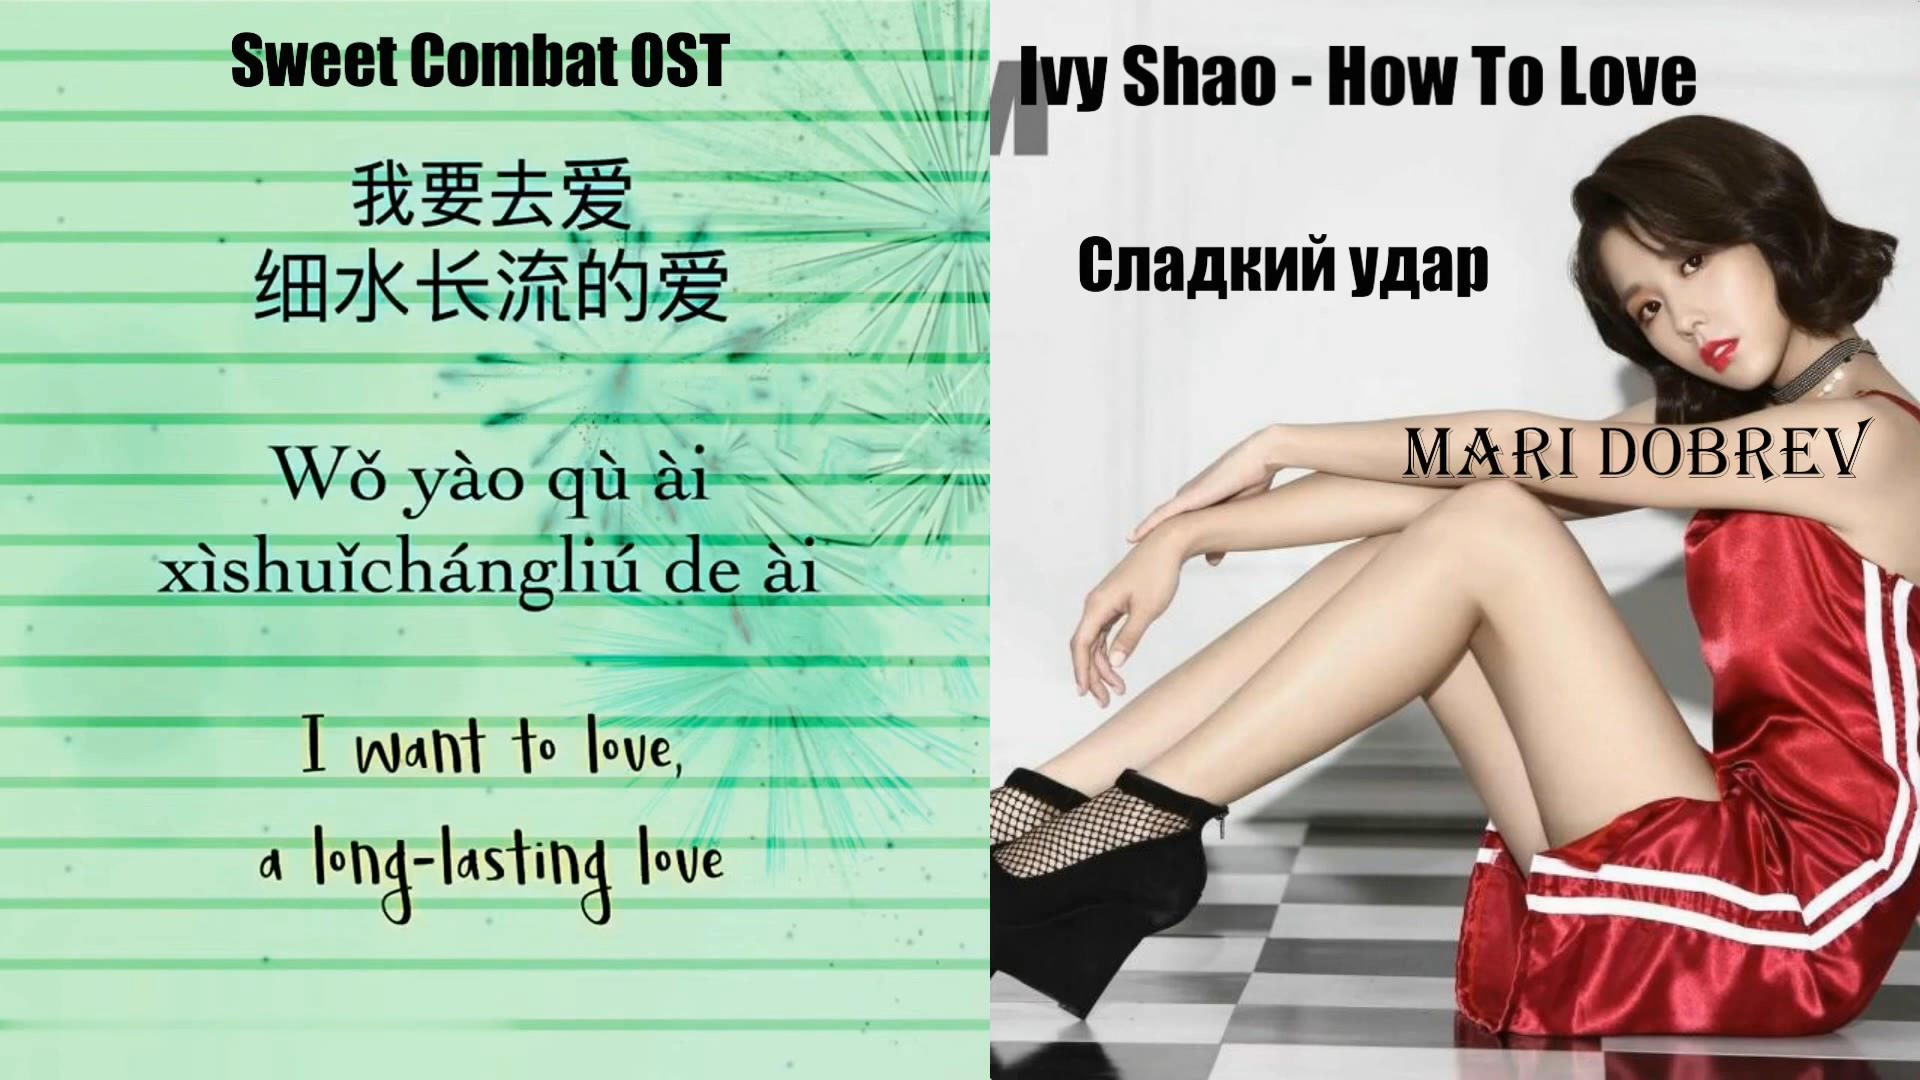 Sweet Combat OST
我要去爱
细水长流的爱
Wǒ yào qù ài
xìshuǐchángliú de ài
I want to love,
a long-lasting love
Ivy Shao - How To Love
Сладкий удар
MARI DOBREV